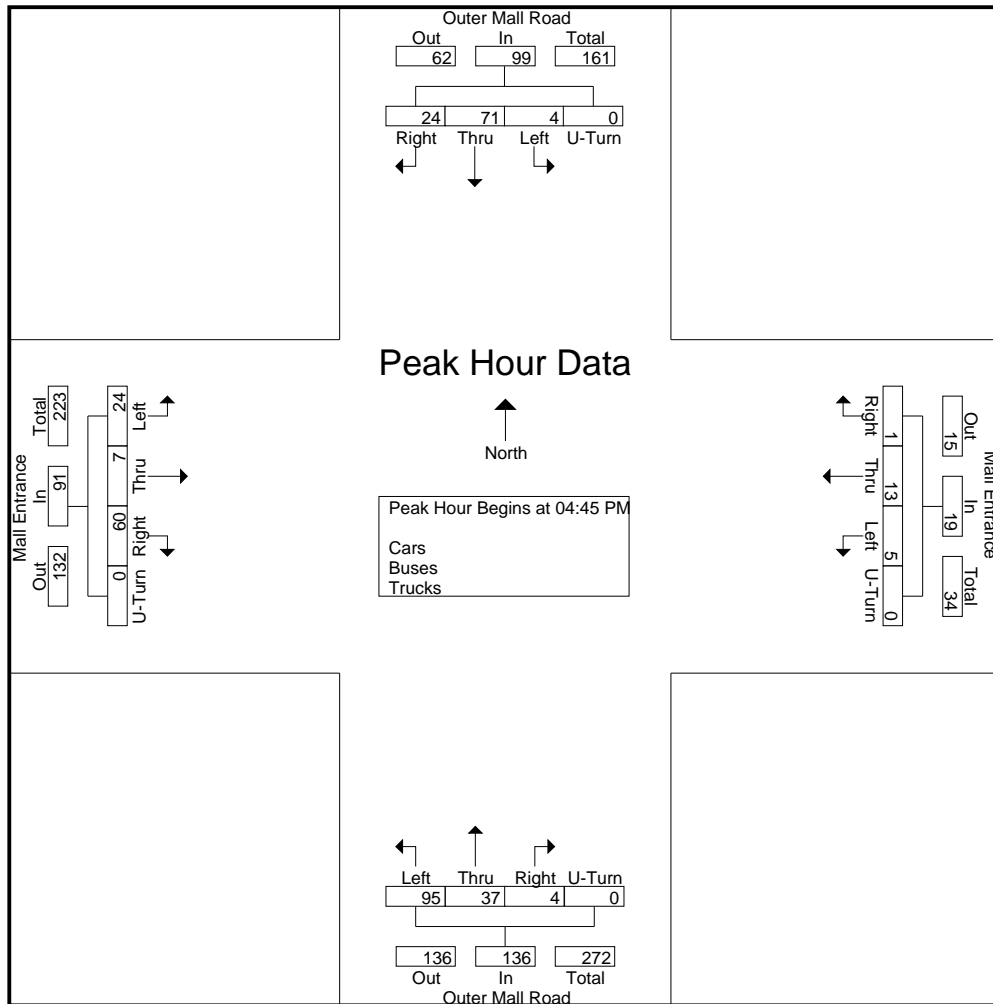 Outer Mall Road
Out In Total
62 99 161
24 71 4 0
Right Thru Left U-Turn
Peak Hour Data
North
Peak Hour Begins at 04:45 PM
Cars
Buses
Trucks
Mall Entrance
Out In Total
132 91 223
Left Thru Right U-Turn
24 7 60 0
Mall Entrance
Out In Total
15 19 34
Right Thru Left U-Turn
1 13 5 0
Left Thru Right U-Turn
95 37 4 0
136 136 272
Out In Total
Outer Mall Road